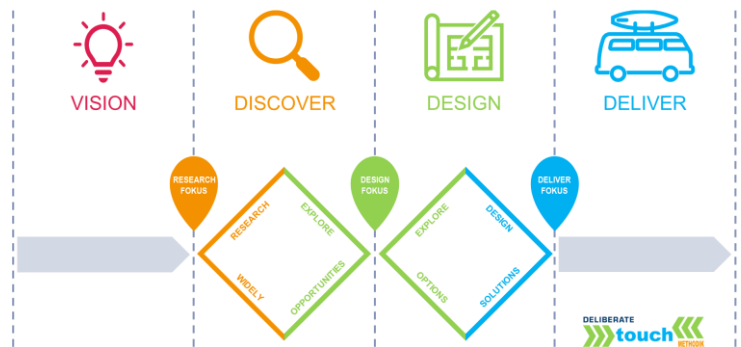 VISION
DISCOVER
DESIGN
DELIVER
RESEARCH
FOKUS
DESIGN
FOKUS
DELIVER
FOKUS
RESEARCH
WIDELY
EXPLORE
OPPORTUNITIES
EXPLORE
OPTIONS
DESIGN
SOLUTIONS
DELIBERATE
touch
METHODIK